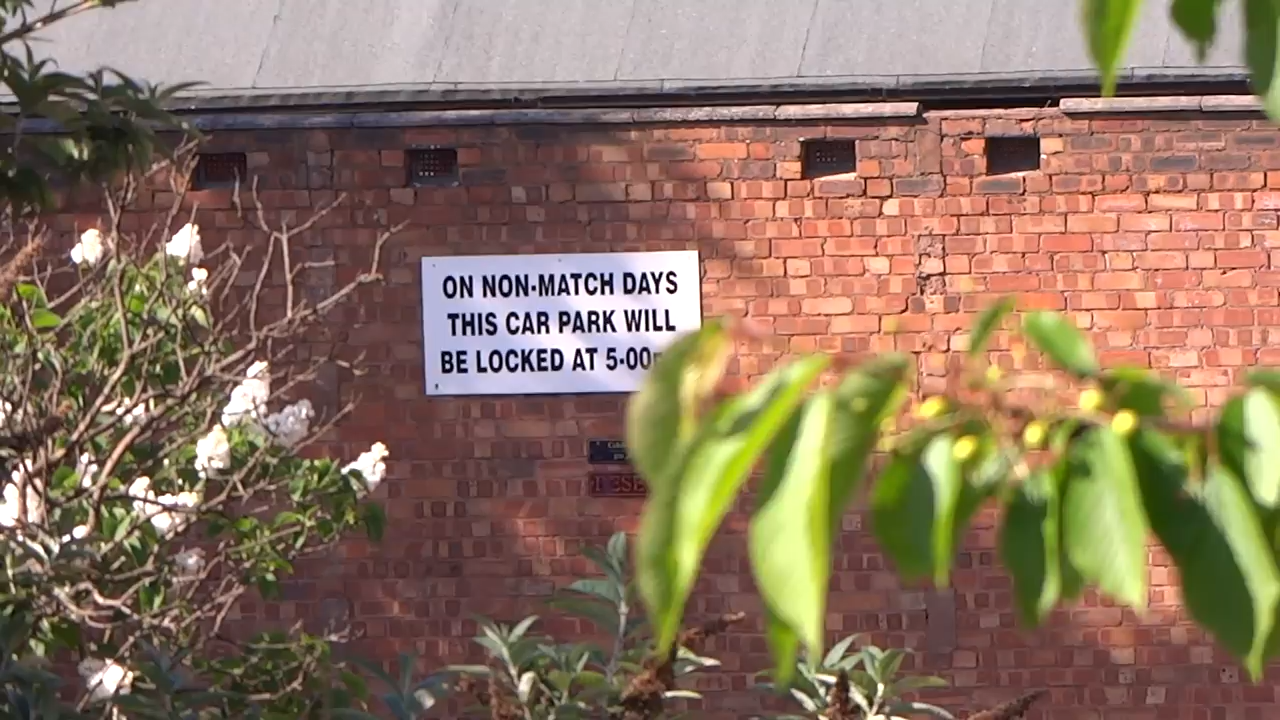 ON NON-MATCH DAYS
THIS CAR PARK WILL
BE LOCKED AT 5-00